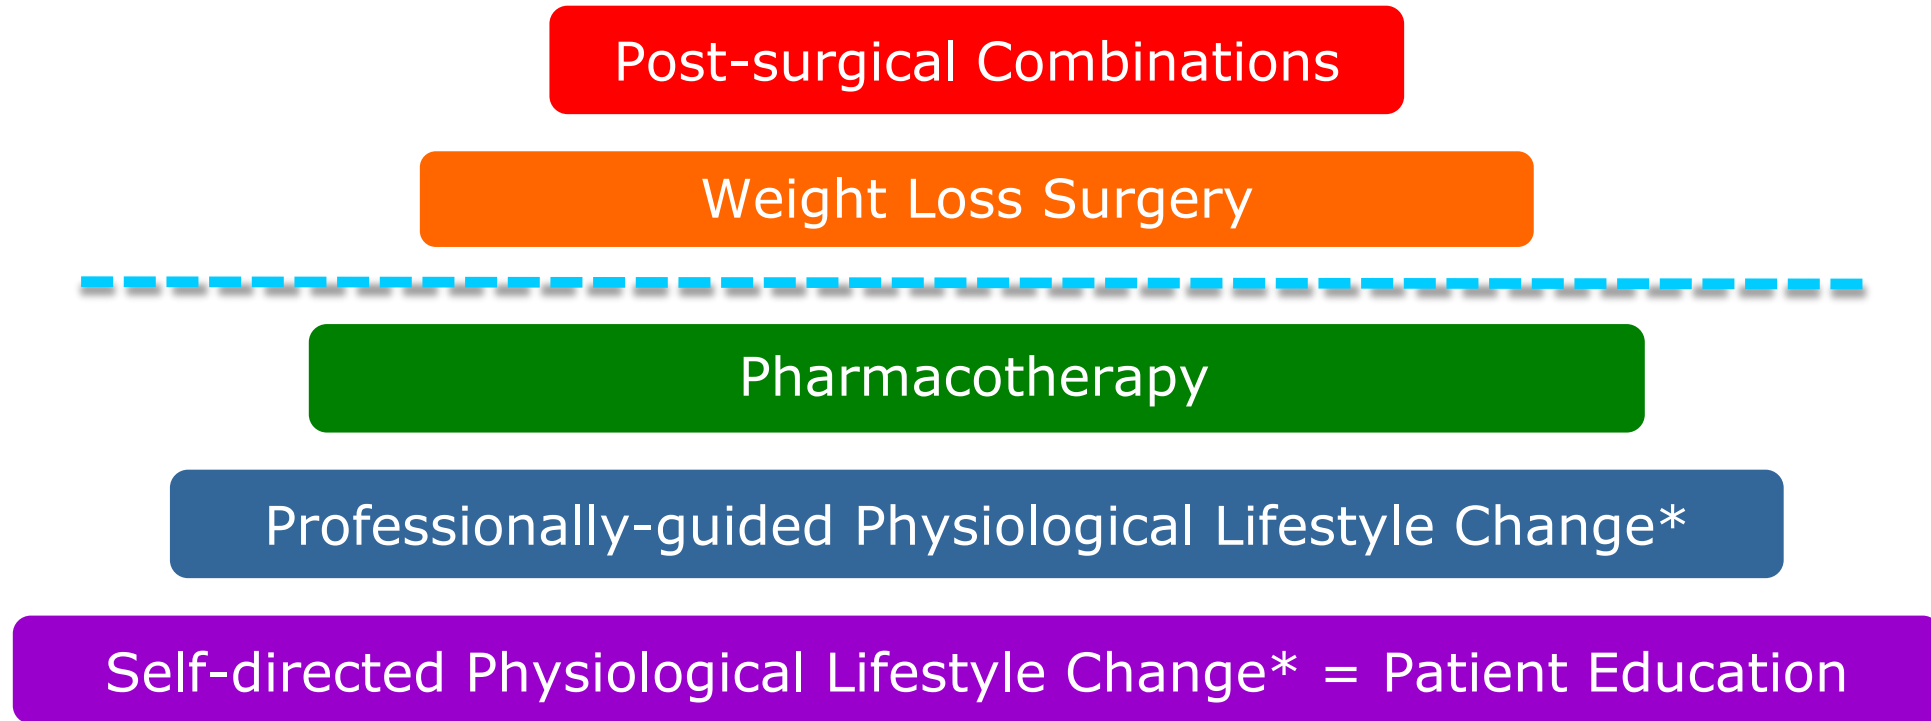 Post-surgical Combinations
Weight Loss Surgery
Pharmacotherapy
Professionally-guided Physiological Lifestyle Change*
Self-directed Physiological Lifestyle Change* = Patient Education